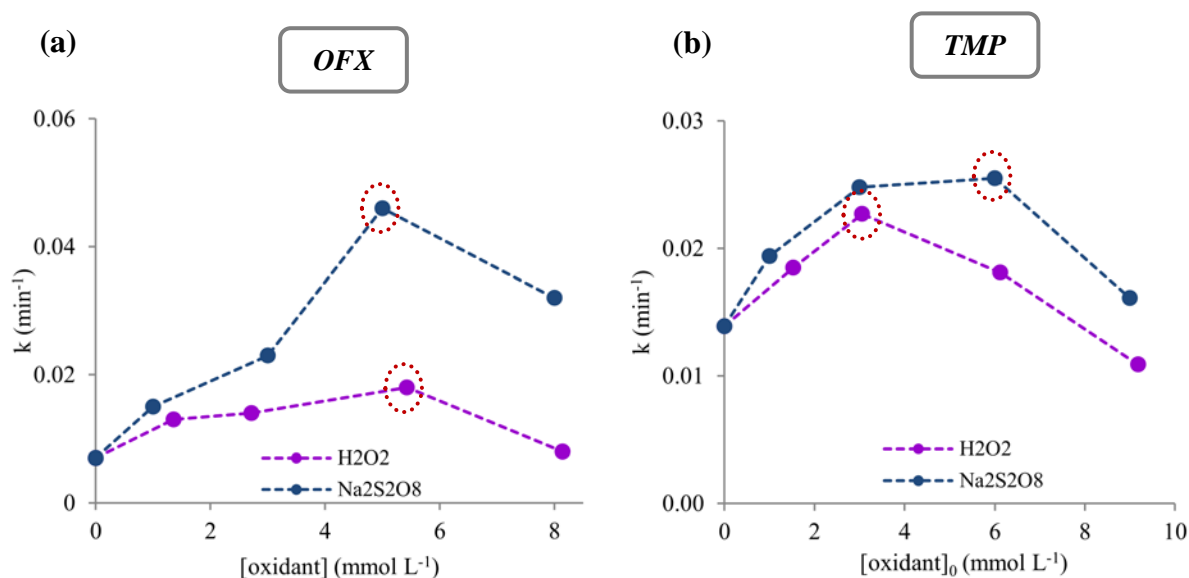 (a)
OFX
0.06
0.04
0.02
0
k (min⁻¹)
H2O2
Na2S2O8
0 2 4 6 8
[oxidant] (mmol L⁻¹)
(b)
TMP
0.03
0.02
0.01
0.00
k (min⁻¹)
H2O2
Na2S2O8
0 2 4 6 8 10
[oxidant]₀ (mmol L⁻¹)